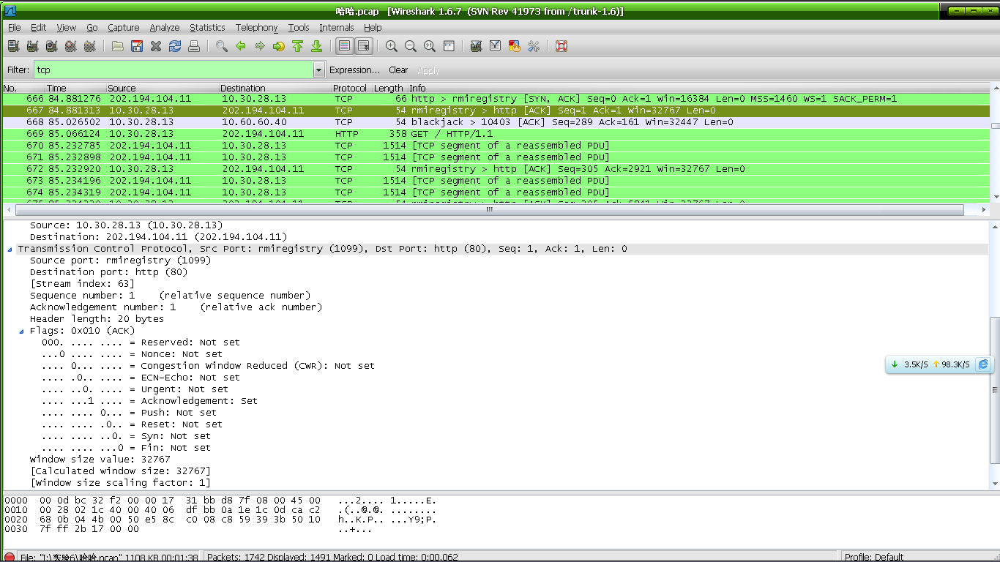 哈哈.pcap [Wireshark 1.6.7 (SVN Rev 41973 from /trunk-1.6)]
File Edit View Go Capture Analyze Statistics Telephony Tools Internals Help
Filter: tcp Expression... Clear Apply
No. Time Source Destination Protocol Length Info
666 84.881276 202.194.104.11 10.30.28.13 TCP 66 http > rmiregistry [SYN, ACK] Seq=0 Ack=1 Win=16384 Len=0 MSS=1460 WS=1 SACK_PERM=1
667 84.881313 10.30.28.13 202.194.104.11 TCP 54 rmiregistry > http [ACK] Seq=1 Ack=1 Win=32767 Len=0
668 85.026502 10.30.28.13 10.60.60.40 TCP 54 blackjack > 10403 [ACK] Seq=289 Ack=161 Win=32447 Len=0
669 85.066124 10.30.28.13 202.194.104.11 HTTP 358 GET / HTTP/1.1
670 85.232785 202.194.104.11 10.30.28.13 TCP 1514 [TCP segment of a reassembled PDU]
671 85.232898 202.194.104.11 10.30.28.13 TCP 1514 [TCP segment of a reassembled PDU]
672 85.232920 10.30.28.13 202.194.104.11 TCP 54 rmiregistry > http [ACK] Seq=305 Ack=2921 Win=32767 Len=0
673 85.234196 202.194.104.11 10.30.28.13 TCP 1514 [TCP segment of a reassembled PDU]
674 85.234319 202.194.104.11 10.30.28.13 TCP 1514 [TCP segment of a reassembled PDU]
675 10.30.28.13 202.194.104.11 TCP 54 rmiregistry > http [ACK] Seq=305 Ack=5841 Win=32767 Len=0
Source: 10.30.28.13 (10.30.28.13)
Destination: 202.194.104.11 (202.194.104.11)
Transmission Control Protocol, Src Port: rmiregistry (1099), Dst Port: http (80), Seq: 1, Ack: 1, Len: 0
Source port: rmiregistry (1099)
Destination port: http (80)
[Stream index: 63]
Sequence number: 1 (relative sequence number)
Acknowledgement number: 1 (relative ack number)
Header length: 20 bytes
Flags: 0x010 (ACK)
000. .... .... = Reserved: Not set
...0 .... .... = Nonce: Not set
.... 0... .... = Congestion Window Reduced (CWR): Not set
3.5K/S 98.3K/S
.... .0.. .... = ECN-Echo: Not set
.... ..0. .... = Urgent: Not set
.... ...1 .... = Acknowledgement: Set
.... .... 0... = Push: Not set
.... .... .0.. = Reset: Not set
.... .... ..0. = Syn: Not set
.... .... ...0 = Fin: Not set
Window size value: 32767
[Calculated window size: 32767]
[Window size scaling factor: 1]
0000 00 0d bc 32 f2 00 00 17 31 bb d8 7f 08 00 45 00 ...2.... 1.....E.
0010 00 28 02 1c 40 00 40 06 df bb 0a 1e 1c 0d ca c2 .(..@.@. ........
0020 68 0b 04 4b 00 50 e5 8c c0 08 c8 59 39 3b 50 10 h..K.P.. ...Y9;P.
0030 7f ff 2b 17 00 00 ..+...
File: "I:\实验6\哈哈.pcap" 1108 KB 00:01:38 Packets: 1742 Displayed: 1491 Marked: 0 Load time: 0:00.062 Profile: Default